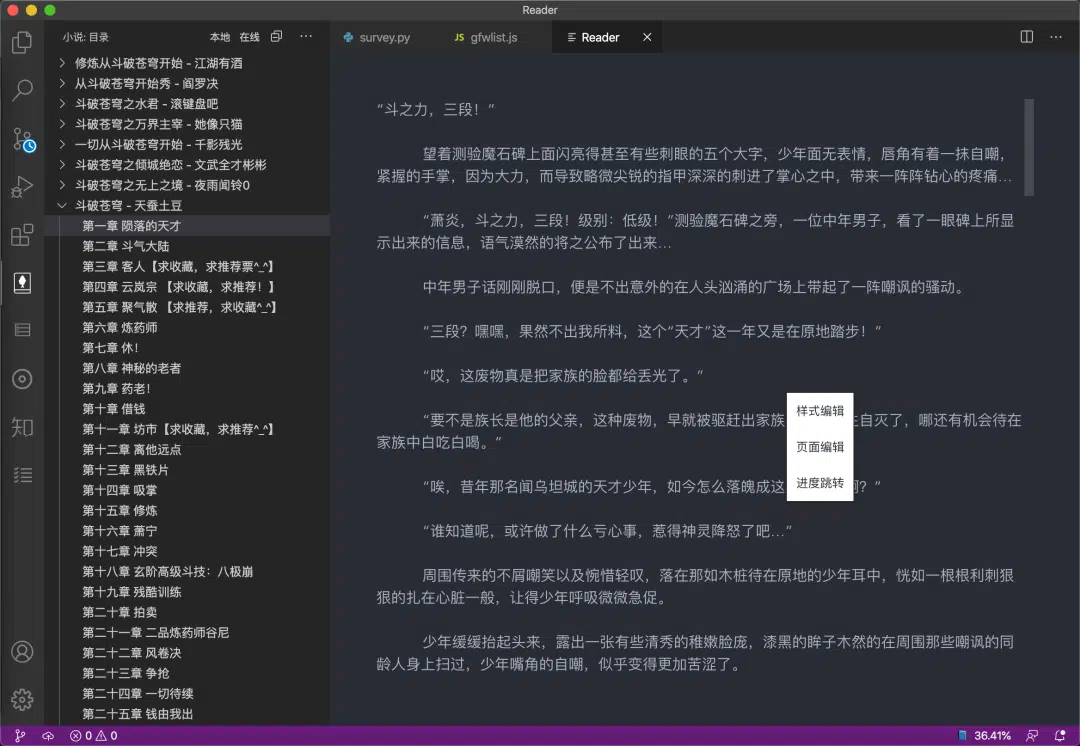 Reader
小说: 目录
本地 在线
修炼从斗破苍穹开始 - 江湖有酒
从斗破苍穹开始秀 - 阎罗决
斗破苍穹之水君 - 滚键盘吧
斗破苍穹之万界主宰 - 她像只猫
一切从斗破苍穹开始 - 千影残光
斗破苍穹之倾城绝恋 - 文武全才彬彬
斗破苍穹之无上之境 - 夜雨闻铃0
斗破苍穹 - 天蚕土豆
第一章 陨落的天才
第二章 斗气大陆
第三章 客人【求收藏，求推荐票^_^】
第四章 云岚宗 【求收藏，求推荐！】
第五章 聚气散 【求推荐，求收藏^_^】
第六章 炼药师
第七章 休！
第八章 神秘的老者
第九章 药老！
第十章 借钱
第十一章 坊市【求收藏，求推荐^_^】
第十二章 离他远点
第十三章 黑铁片
第十四章 吸掌
第十五章 修炼
第十六章 萧宁
第十七章 冲突
第十八章 玄阶高级斗技：八极崩
第十九章 残酷训练
第二十章 拍卖
第二十一章 二品炼药师谷尼
第二十二章 风卷决
第二十三章 争抢
第二十四章 一切待续
第二十五章 钱由我出
survey.py
JS gfwlist.js
Reader
“斗之力，三段！”
望着测验魔石碑上面闪亮得甚至有些刺眼的五个大字，少年面无表情，唇角有着一抹自嘲，
紧握的手掌，因为大力，而导致略微尖锐的指甲深深的刺进了掌心之中，带来一阵阵钻心的疼痛…
“萧炎，斗之力，三段！级别：低级！”测验魔石碑之旁，一位中年男子，看了一眼碑上所显
示出来的信息，语气漠然的将之公布了出来…
中年男子话刚刚脱口，便是不出意外的在人头汹涌的广场上带起了一阵嘲讽的骚动。
“三段？嘿嘿，果然不出我所料，这个“天才”这一年又是在原地踏步！”
“哎，这废物真是把家族的脸都给丢光了。”
“要不是族长是他的父亲，这种废物，早就被驱赶出家族 自灭了，哪还有机会待在
家族中白吃白喝。”
“唉，昔年那名闻乌坦城的天才少年，如今怎么落魄成这 ？”
“谁知道呢，或许做了什么亏心事，惹得神灵降怒了吧…”
周围传来的不屑嘲笑以及惋惜轻叹，落在那如木桩待在原地的少年耳中，恍如一根根利刺狠
狠的扎在心脏一般，让得少年呼吸微微急促。
少年缓缓抬起头来，露出一张有些清秀的稚嫩脸庞，漆黑的眸子木然的在周围那些嘲讽的同
龄人身上扫过，少年嘴角的自嘲，似乎变得更加苦涩了。
样式编辑
页面编辑
进度跳转
知
0 0
36.41%